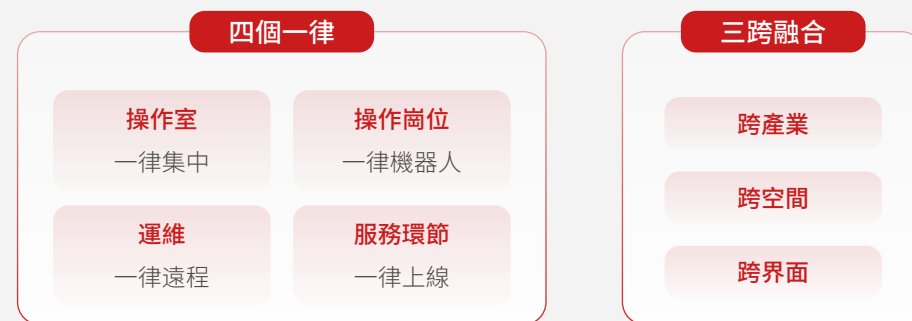 四個一律
操作室
一律集中
操作崗位
一律機器人
運維
一律遠程
服務環節
一律上線
三跨融合
跨產業
跨空間
跨界面